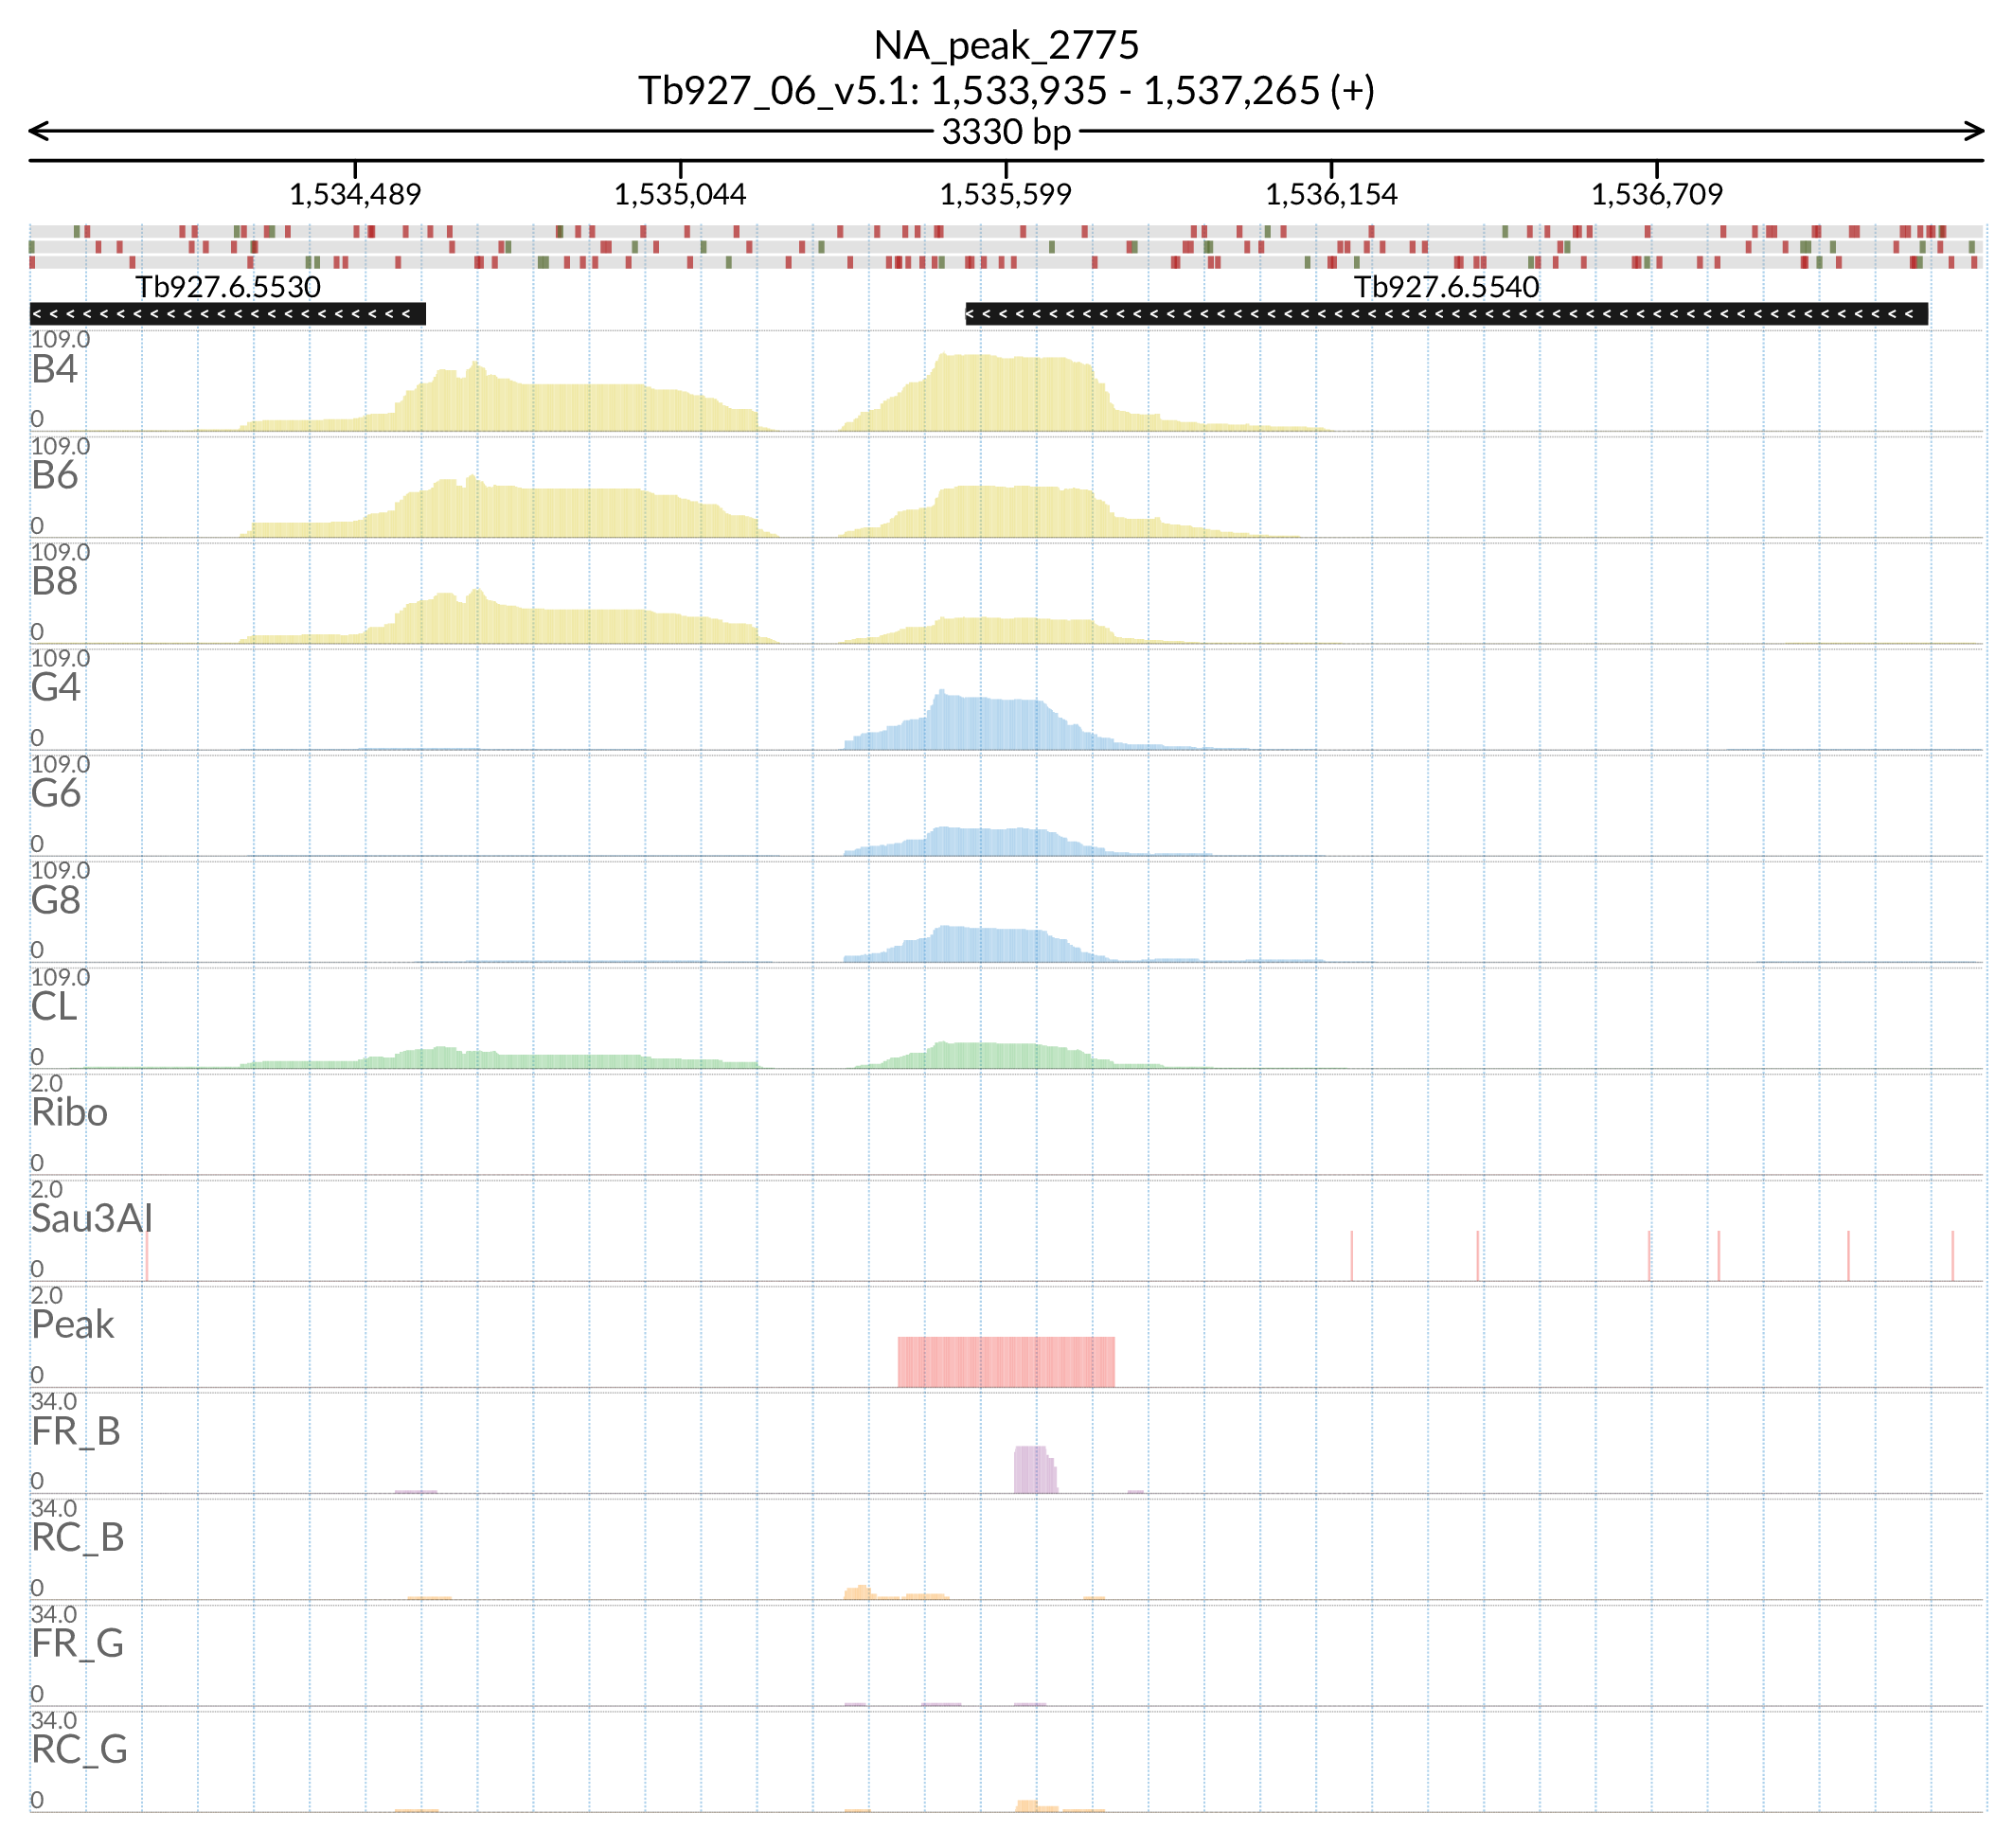 NA_peak_2775
Tb927_06_v5.1: 1,533,935 - 1,537,265 (+)
3330 bp
1,534,489 1,535,044 1,535,599 1,536,154 1,536,709
Tb927.6.5530 Tb927.6.5540
109.0
B4
0
109.0
B6
0
109.0
B8
0
109.0
G4
0
109.0
G6
0
109.0
G8
0
109.0
CL
0
2.0
Ribo
0
2.0
Sau3AI
0
2.0
Peak
0
34.0
FR_B
0
34.0
RC_B
0
34.0
FR_G
0
34.0
RC_G
0